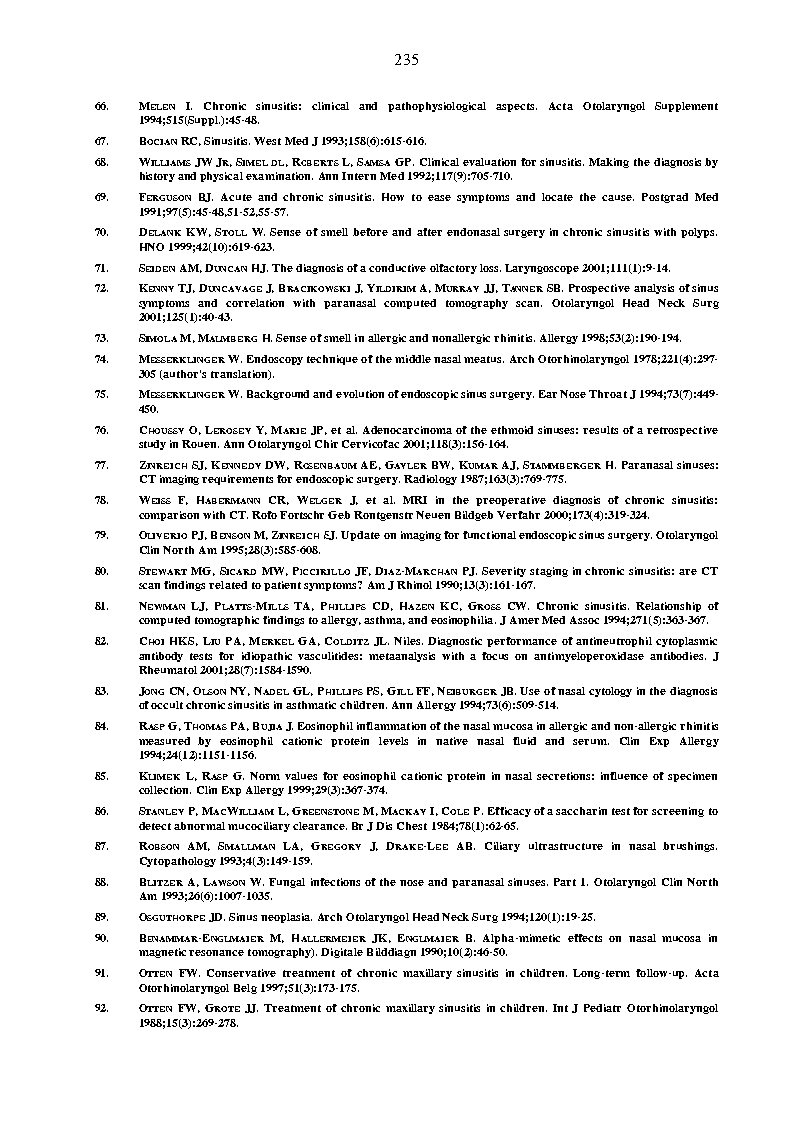 235
66. MELEN I. Chronic sinusitis: clinical and pathophysiological aspects. Acta Otolaryngol Supplement
1994;515(Suppl.):45-48.
67. BOCIAN RC, Sinusitis. West Med J 1993;158(6):615-616.
68. WILLIAMS JW JR, SIMEL DL, ROBERTS L, SAMSA GP. Clinical evaluation for sinusitis. Making the diagnosis by
history and physical examination. Ann Intern Med 1992;117(9):705-710.
69. FERGUSON BJ. Acute and chronic sinusitis. How to ease symptoms and locate the cause. Postgrad Med
1991;97(5):45-48,51-52,55-57.
70. DELANK KW, STOLL W. Sense of smell before and after endonasal surgery in chronic sinusitis with polyps.
HNO 1999;42(10):619-623.
71. SEIDEN AM, DUNCAN HJ. The diagnosis of a conductive olfactory loss. Laryngoscope 2001;111(1):9-14.
72. KENNY TJ, DUNCAVAGE J, BRACIKOWSKI J, YILDIRIM A, MURRAY JJ, TANNER SB. Prospective analysis of sinus
symptoms and correlation with paranasal computed tomography scan. Otolaryngol Head Neck Surg
2001;125(1):40-43.
73. SIMOLA M, MALMBERG H. Sense of smell in allergic and nonallergic rhinitis. Allergy 1998;53(2):190-194.
74. MESSERKLINGER W. Endoscopy technique of the middle nasal meatus. Arch Otorhinolaryngol 1978;221(4):297-
305 (author's translation).
75. MESSERKLINGER W. Background and evolution of endoscopic sinus surgery. Ear Nose Throat J 1994;73(7):449-
450.
76. CHOUSSY O, LEROSEY Y, MARIE JP, et al. Adenocarcinoma of the ethmoid sinuses: results of a retrospective
study in Rouen. Ann Otolaryngol Chir Cervicofac 2001;118(3):156-164.
77. ZINREICH SJ, KENNEDY DW, ROSENBAUM AE, GAYLER BW, KUMAR AJ, STAMMBERGER H. Paranasal sinuses:
CT imaging requirements for endoscopic surgery. Radiology 1987;163(3):769-775.
78. WEISS F, HABERMANN CR, WELGER J, et al. MRI in the preoperative diagnosis of chronic sinusitis:
comparison with CT. Rofo Fortschr Geb Rontgenstr Neuen Bildgeb Verfahr 2000;173(4):319-324.
79. OLIVERIO PJ, BENSON M, ZINREICH SJ. Update on imaging for functional endoscopic sinus surgery. Otolaryngol
Clin North Am 1995;28(3):585-608.
80. STEWART MG, SICARD MW, PICCIRILLO JF, DIAZ-MARCHAN PJ. Severity staging in chronic sinusitis: are CT
scan findings related to patient symptoms? Am J Rhinol 1990;13(3):161-167.
81. NEWMAN LJ, PLATTS-MILLS TA, PHILLIPS CD, HAZEN KC, GROSS CW. Chronic sinusitis. Relationship of
computed tomographic findings to allergy, asthma, and eosinophilia. J Amer Med Assoc 1994;271(5):363-367.
82. CHOI HKS, LIU PA, MERKEL GA, COLDITZ JL. Niles. Diagnostic performance of antineutrophil cytoplasmic
antibody tests for idiopathic vasculitides: metaanalysis with a focus on antimyeloperoxidase antibodies. J
Rheumatol 2001;28(7):1584-1590.
83. JONG CN, OLSON NY, NADEL GL, PHILLIPS PS, GILL FF, NEIBURGER JB. Use of nasal cytology in the diagnosis
of occult chronic sinusitis in asthmatic children. Ann Allergy 1994;73(6):509-514.
84. RASP G, THOMAS PA, BUJIA J. Eosinophil inflammation of the nasal mucosa in allergic and non-allergic rhinitis
measured by eosinophil cationic protein levels in native nasal fluid and serum. Clin Exp Allergy
1994;24(12):1151-1156.
85. KLIMEK L, RASP G. Norm values for eosinophil cationic protein in nasal secretions: influence of specimen
collection. Clin Exp Allergy 1999;29(3):367-374.
86. STANLEY P, MACWILLIAM L, GREENSTONE M, MACKAY I, COLE P. Efficacy of a saccharin test for screening to
detect abnormal mucociliary clearance. Br J Dis Chest 1984;78(1):62-65.
87. ROBSON AM, SMALLMAN LA, GREGORY J, DRAKE-LEE AB. Ciliary ultrastructure in nasal brushings.
Cytopathology 1993;4(3):149-159.
88. BLITZER A, LAWSON W. Fungal infections of the nose and paranasal sinuses. Part 1. Otolaryngol Clin North
Am 1993;26(6):1007-1035.
89. OSGUTHORPE JD. Sinus neoplasia. Arch Otolaryngol Head Neck Surg 1994;120(1):19-25.
90. BENAMMAR-ENGLMAIER M, HALLERMEIER JK, ENGLMAIER B. Alpha-mimetic effects on nasal mucosa in
magnetic resonance tomography). Digitale Bilddiagn 1990;10(2):46-50.
91. OTTEN FW. Conservative treatment of chronic maxillary sinusitis in children. Long-term follow-up. Acta
Otorhinolaryngol Belg 1997;51(3):173-175.
92. OTTEN FW, GROTE JJ. Treatment of chronic maxillary sinusitis in children. Int J Pediatr Otorhinolaryngol
1988;15(3):269-278.